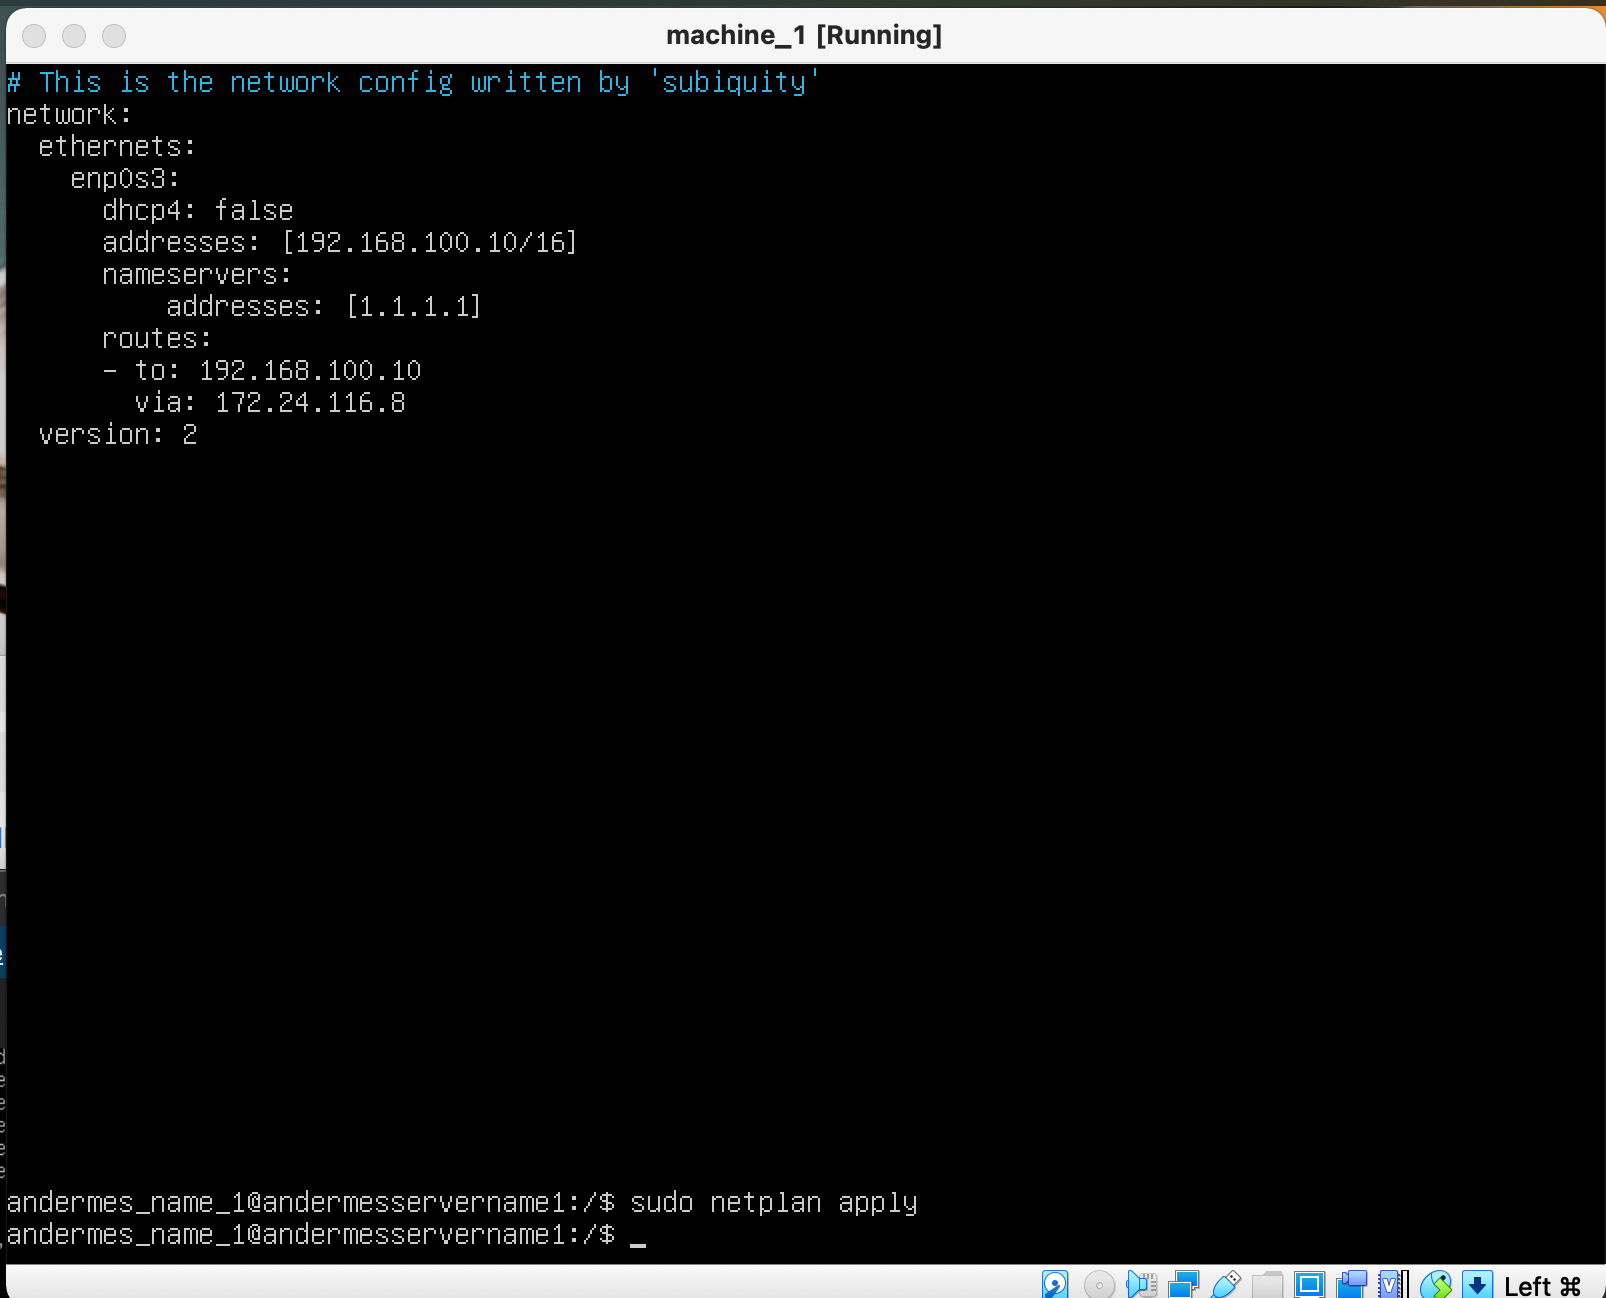 machine_1 [Running]
# This is the network config written by 'subiquity'
network:
  ethernets:
    enp0s3:
      dhcp4: false
      addresses: [192.168.100.10/16]
      nameservers:
          addresses: [1.1.1.1]
      routes:
      - to: 192.168.100.10
        via: 172.24.116.8
  version: 2
andermes_name_1@andermesservername1:/$ sudo netplan apply
andermes_name_1@andermesservername1:/$ _
Left ⌘